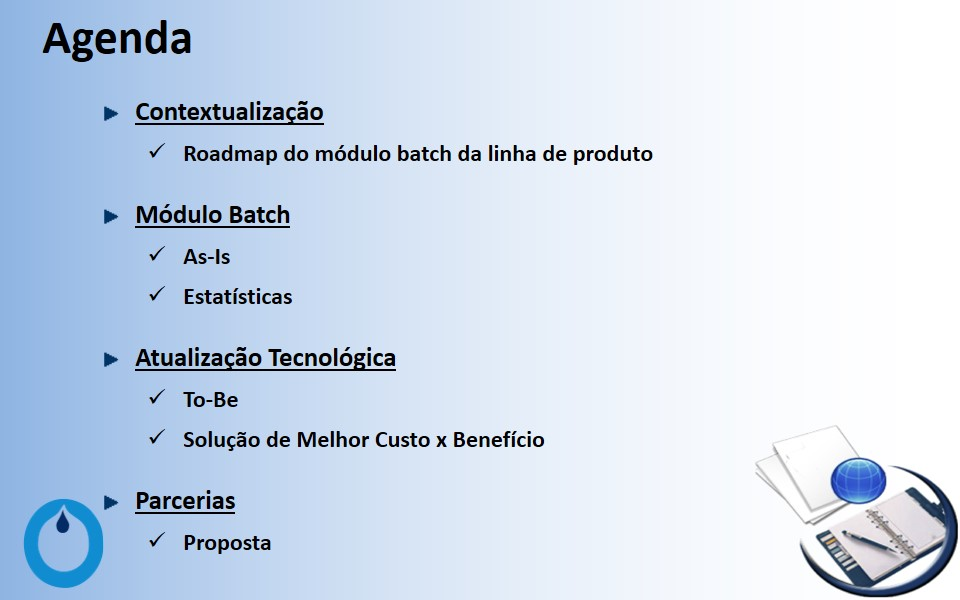 Agenda
Contextualização
Roadmap do módulo batch da linha de produto
Módulo Batch
As-Is
Estatísticas
Atualização Tecnológica
To-Be
Solução de Melhor Custo x Benefício
Parcerias
Proposta